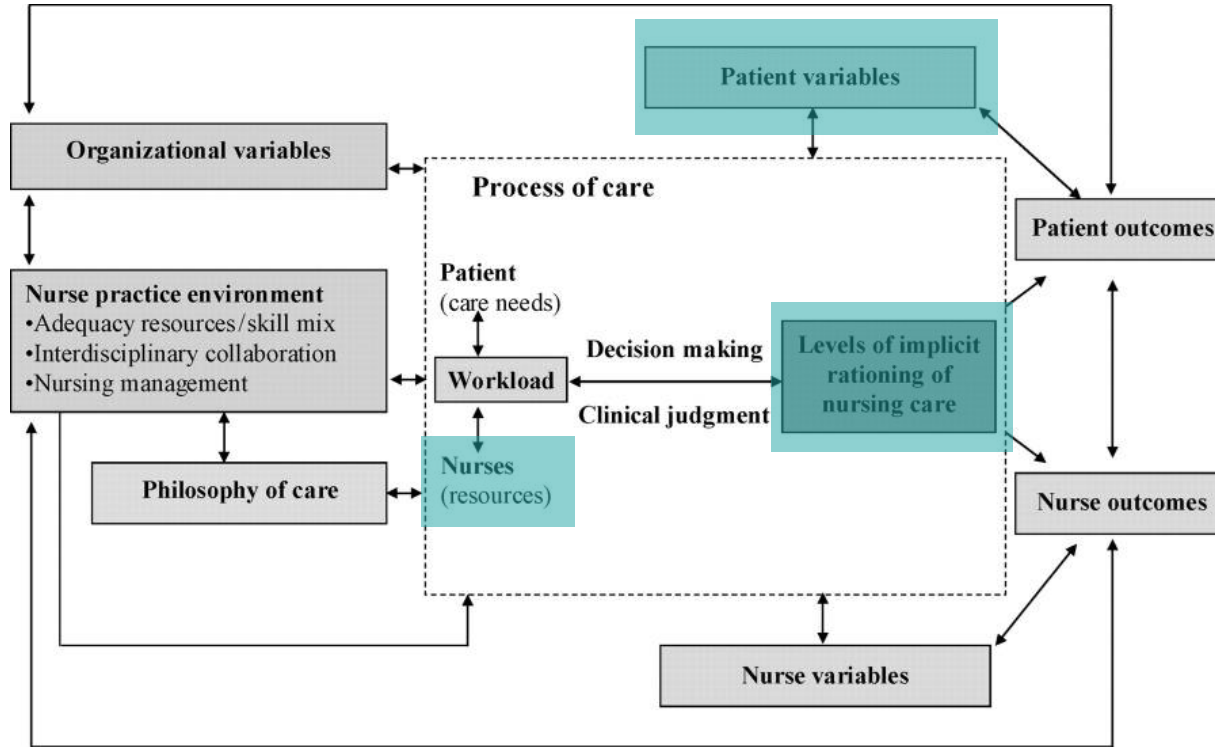 Patient variables
Organizational variables
Process of care
Patient outcomes
Nurse practice environment
•Adequacy resources/skill mix
•Interdisciplinary collaboration
•Nursing management
Patient
(care needs)
Decision making
Workload
Clinical judgment
Levels of implicit
rationing of
nursing care
Nurses
(resources)
Philosophy of care
Nurse outcomes
Nurse variables